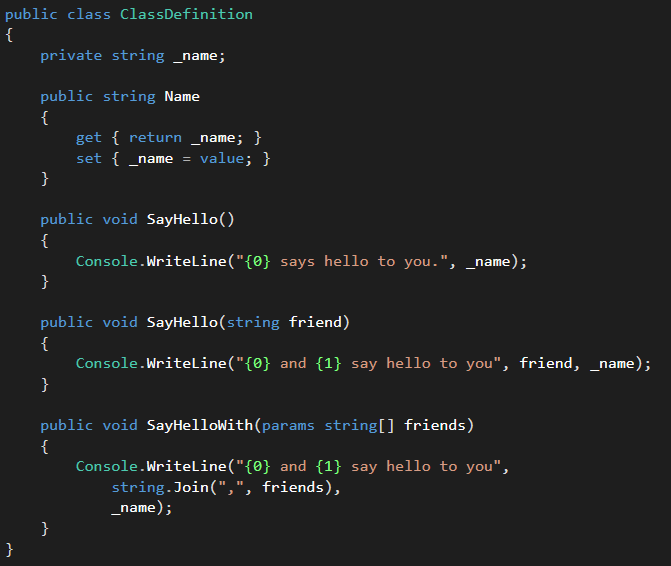 public class ClassDefinition
{
    private string _name;

    public string Name
    {
        get { return _name; }
        set { _name = value; }
    }

    public void SayHello()
    {
        Console.WriteLine("{0} says hello to you.", _name);
    }

    public void SayHello(string friend)
    {
        Console.WriteLine("{0} and {1} say hello to you", friend, _name);
    }

    public void SayHelloWith(params string[] friends)
    {
        Console.WriteLine("{0} and {1} say hello to you",
            string.Join(",", friends),
            _name);
    }
}